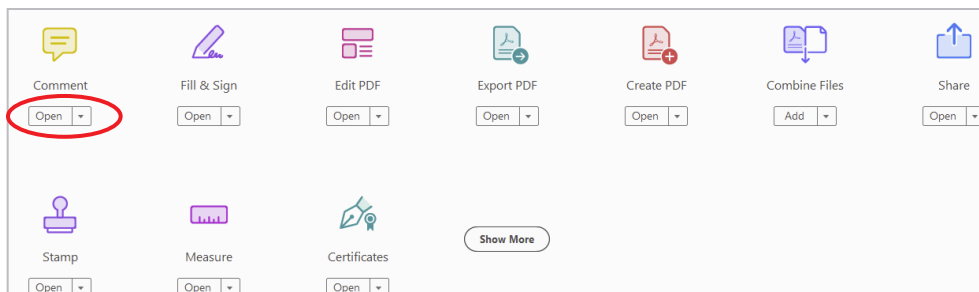 Comment Fill & Sign Edit PDF Export PDF Create PDF Combine Files Share
Open Open Open Open Open Add Open
Show More
Stamp Measure Certificates
Open Open Open